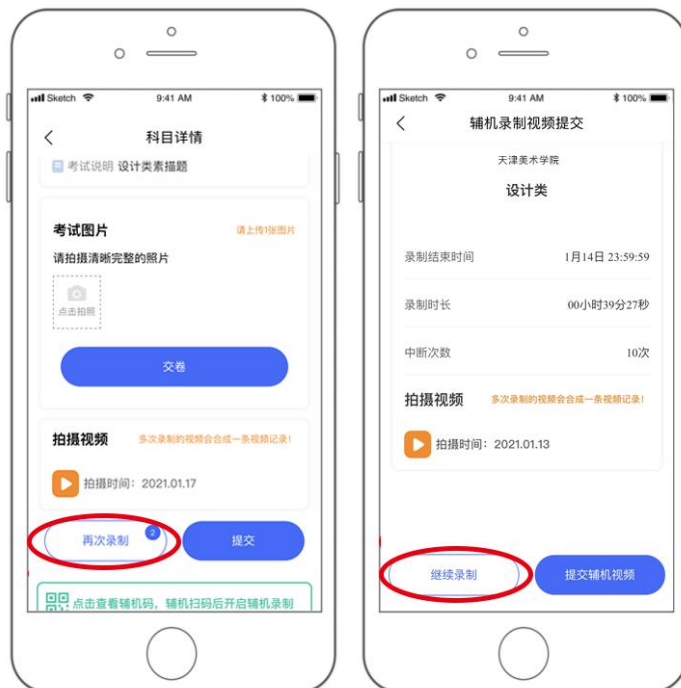 Sketch 9:41 AM 100%
科目详情
考试说明 设计类素描题
考试图片 请上传1张图片
请拍摄清晰完整的照片
点击拍照
交卷
拍摄视频 多次录制的视频会合成一条视频记录!
拍摄时间: 2021.01.17
再次录制 2 提交
点击查看辅机码, 辅机扫码后开启辅机录制
Sketch 9:41 AM 100%
辅机录制视频提交
天津美术学院
设计类
录制结束时间 1月14日 23:59:59
录制时长 00小时39分27秒
中断次数 10次
拍摄视频 多次录制的视频会合成一条视频记录!
拍摄时间: 2021.01.13
继续录制 提交辅机视频